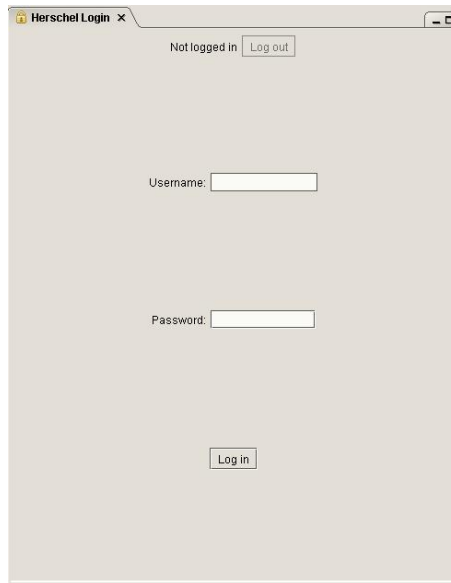 Herschel Login ×
Not logged in Log out
Username:
Password:
Log in